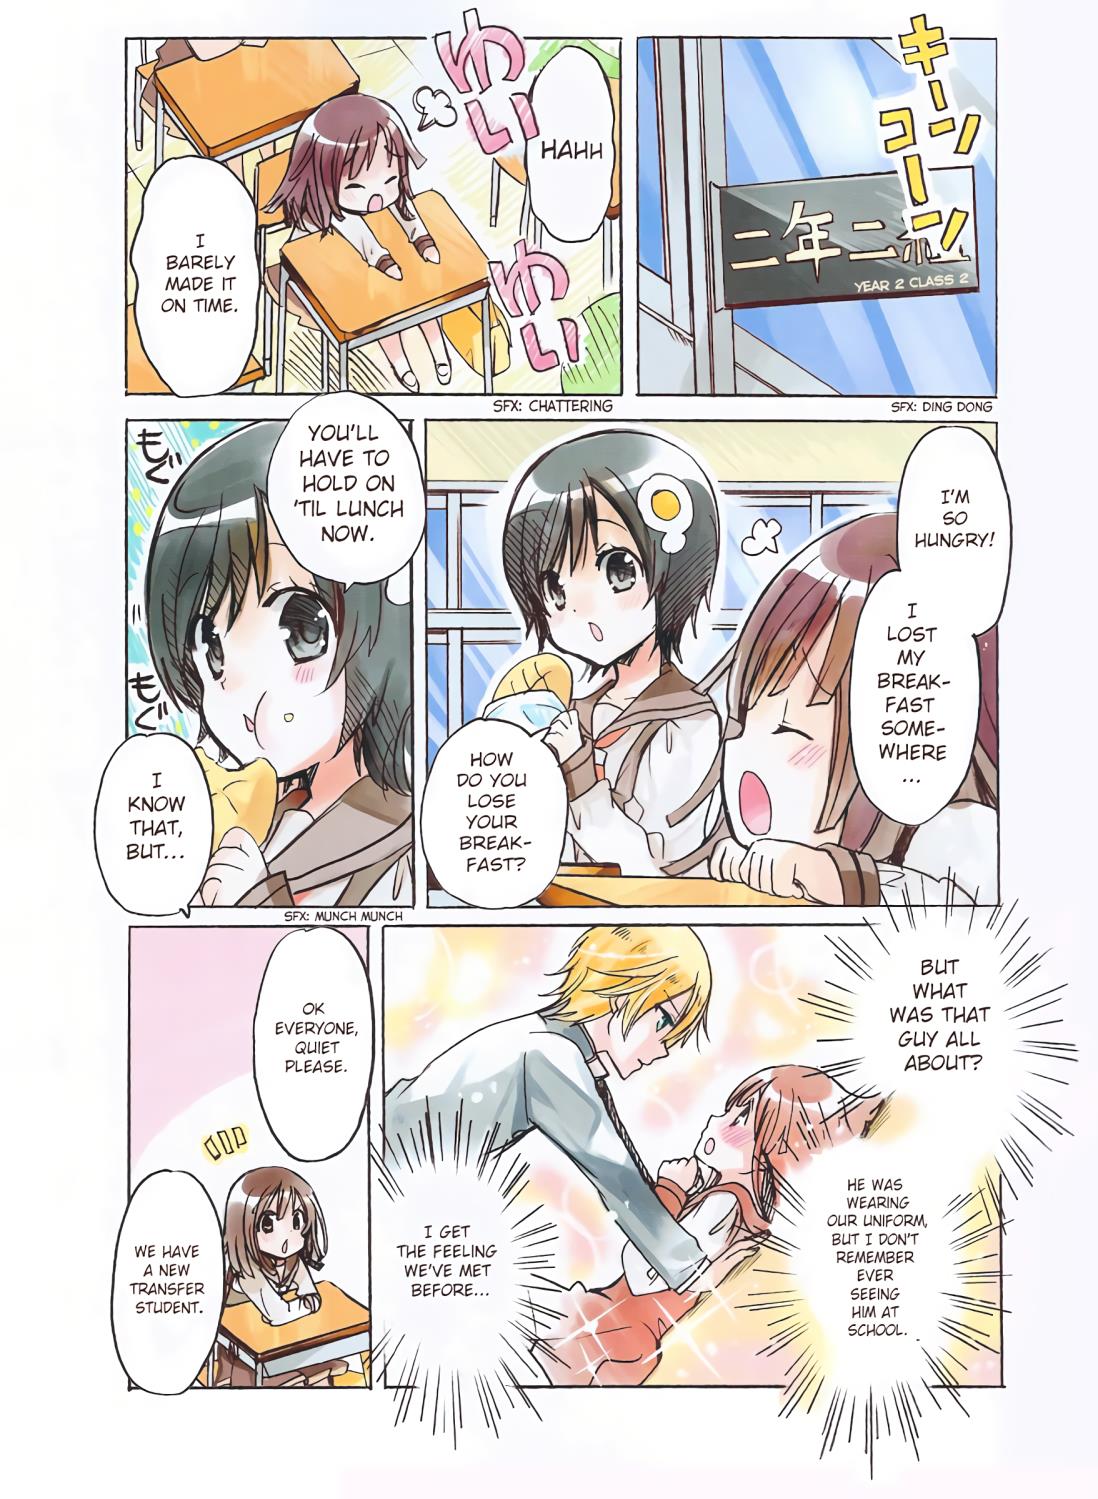 キーン
コーン
二年二組
YEAR 2 CLASS 2
SFX: DING DONG
HAHH
わい
わい
I
BARELY
MADE IT
ON TIME.
SFX: CHATTERING
I'M
SO
HUNGRY!
I
LOST
MY
BREAK-
FAST
SOME-
WHERE
...
HOW
DO YOU
LOSE
YOUR
BREAK-
FAST?
YOU'LL
HAVE TO
HOLD ON
'TIL LUNCH
NOW.
もぐ
もぐ
I
KNOW
THAT,
BUT...
SFX: MUNCH MUNCH
BUT
WHAT
WAS THAT
GUY ALL
ABOUT?
HE WAS
WEARING
OUR UNIFORM,
BUT I DON'T
REMEMBER
EVER
SEEING
HIM AT
SCHOOL.
I GET
THE FEELING
WE'VE MET
BEFORE...
OK
EVERYONE,
QUIET
PLEASE.
WE HAVE
A NEW
TRANSFER
STUDENT.